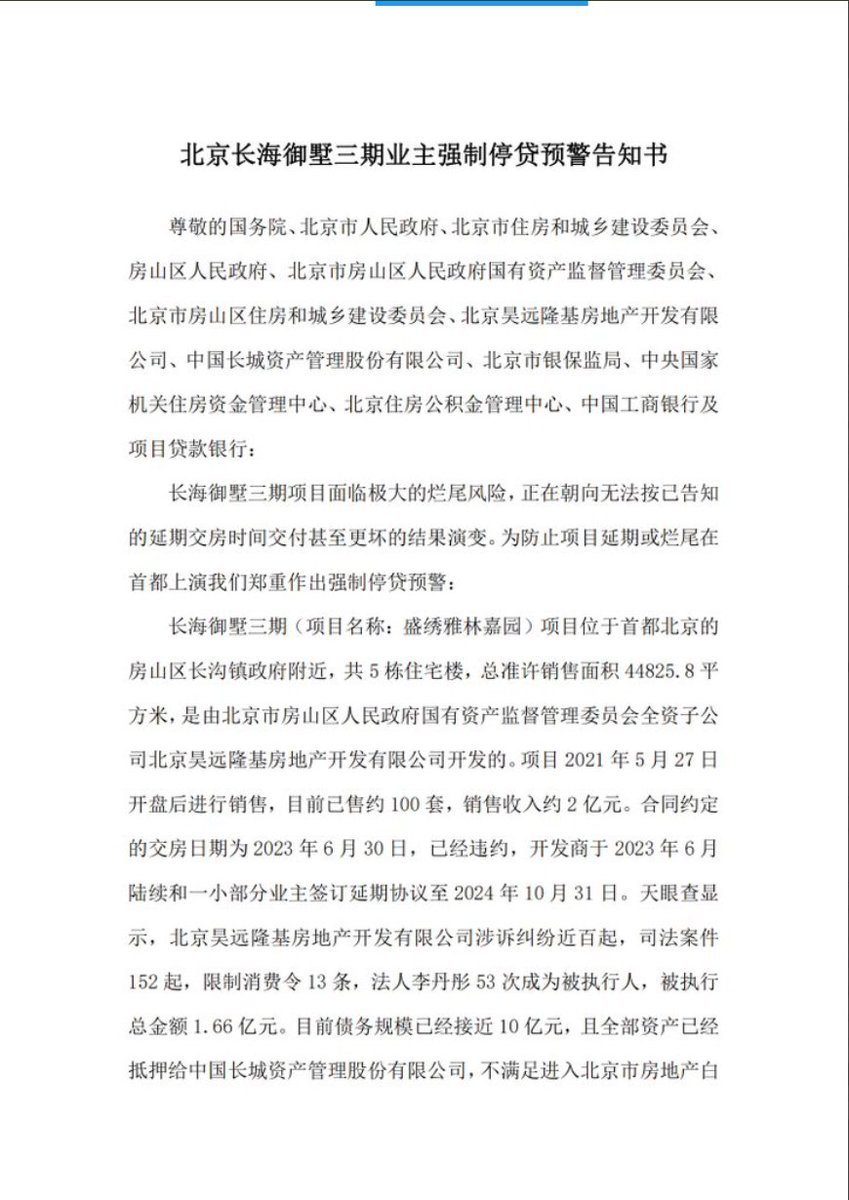 北京长海御墅三期业主强制停贷预警告知书
尊敬的国务院、北京市人民政府、北京市住房和城乡建设委员会、
房山区人民政府、北京市房山区人民政府国有资产监督管理委员会、
北京市房山区住房和城乡建设委员会、北京昊远隆基房地产开发有限
公司、中国长城资产管理股份有限公司、北京市银保监局、中央国家
机关住房资金管理中心、北京住房公积金管理中心、中国工商银行及
项目贷款银行：
长海御墅三期项目面临极大的烂尾风险，正在朝向无法按已告知
的延期交房时间交付甚至更坏的结果演变。为防止项目延期或烂尾在
首都上演我们郑重作出强制停贷预警：
长海御墅三期（项目名称：盛绣雅林嘉园）项目位于首都北京的
房山区长沟镇政府附近，共 5 栋住宅楼，总准许销售面积 44825.8 平
方米，是由北京市房山区人民政府国有资产监督管理委员会全资子公
司北京昊远隆基房地产开发有限公司开发的。项目 2021 年 5 月 27 日
开盘后进行销售，目前已售约 100 套，销售收入约 2 亿元。合同约定
的交房日期为 2023 年 6 月 30 日，已经违约，开发商于 2023 年 6 月
陆续和一小部分业主签订延期协议至 2024 年 10 月 31 日。天眼查显
示，北京昊远隆基房地产开发有限公司涉诉纠纷近百起，司法案件
152 起，限制消费令 13 条，法人李丹彤 53 次成为被执行人，被执行
总金额 1.66 亿元。目前债务规模已经接近 10 亿元，且全部资产已经
抵押给中国长城资产管理股份有限公司，不满足进入北京市房地产白